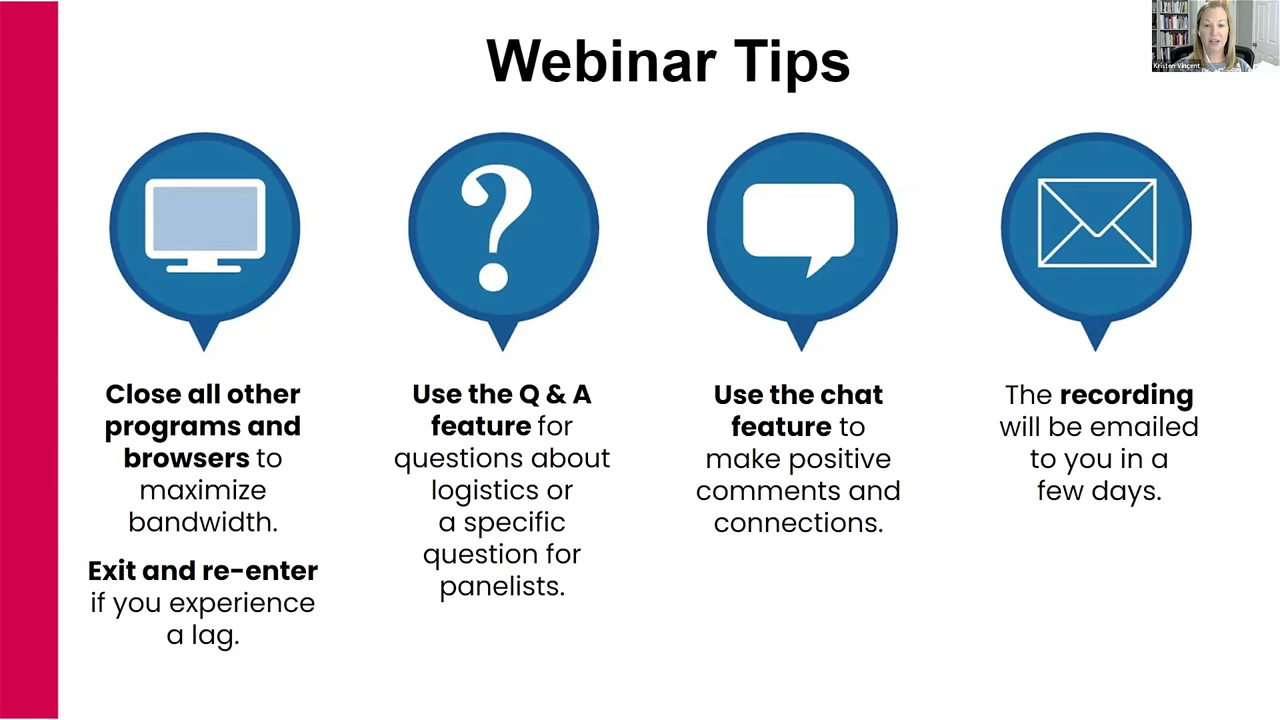 Webinar Tips
Kristen Vincent
Close all other
programs and
browsers to
maximize
bandwidth.
Exit and re-enter
if you experience
a lag.
Use the Q & A
feature for
questions about
logistics or
a specific
question for
panelists.
Use the chat
feature to
make positive
comments and
connections.
The recording
will be emailed
to you in a
few days.